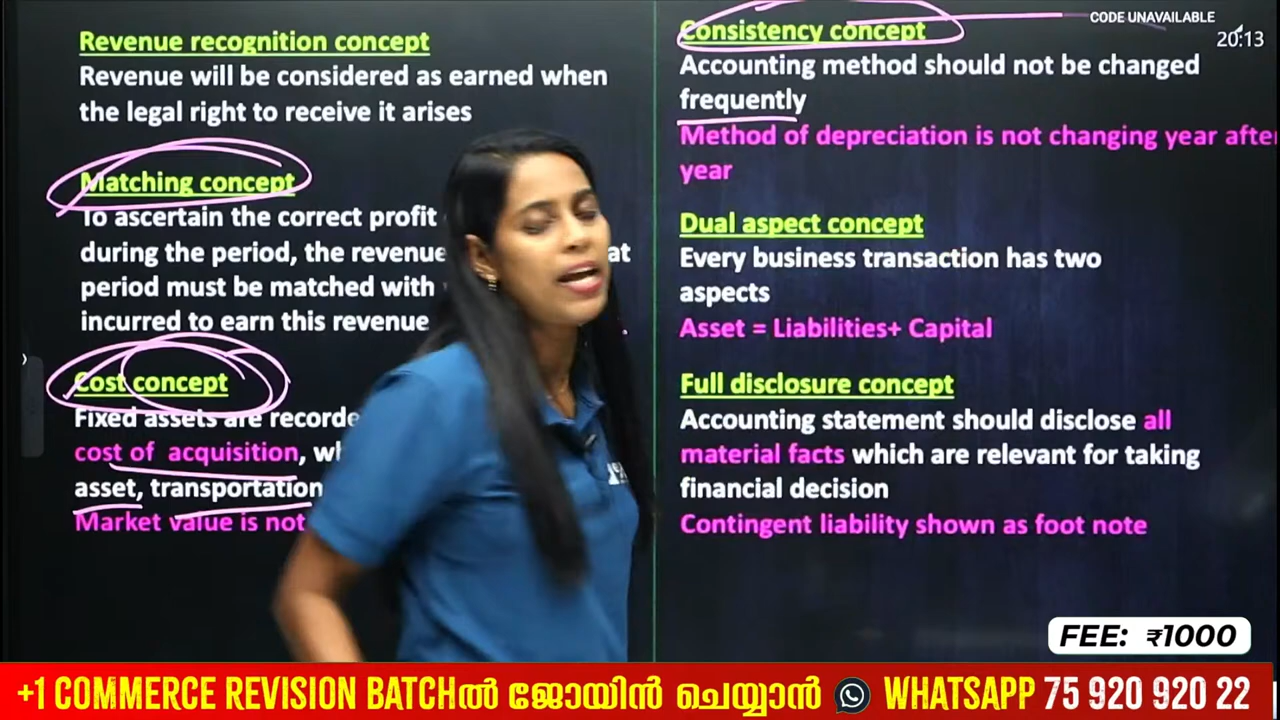 Revenue recognition concept
Revenue will be considered as earned when
the legal right to receive it arises
Matching concept
To ascertain the correct profit
during the period, the revenue at
period must be matched with
incurred to earn this revenue
Cost concept
Fixed assets are recorde
cost of acquisition,
asset, transportation
Market value is not
CODE UNAVAILABLE
20:13
Consistency concept
Accounting method should not be changed
frequently
Method of depreciation is not changing year afte
year
Dual aspect concept
Every business transaction has two
aspects
Asset = Liabilities+ Capital
Full disclosure concept
Accounting statement should disclose all
material facts which are relevant for taking
financial decision
Contingent liability shown as foot note
FEE: ₹1000
+1 COMMERCE REVISION BATCHൽ ജോയിൻ ചെയ്യാൻ WHATSAPP 75 920 920 22